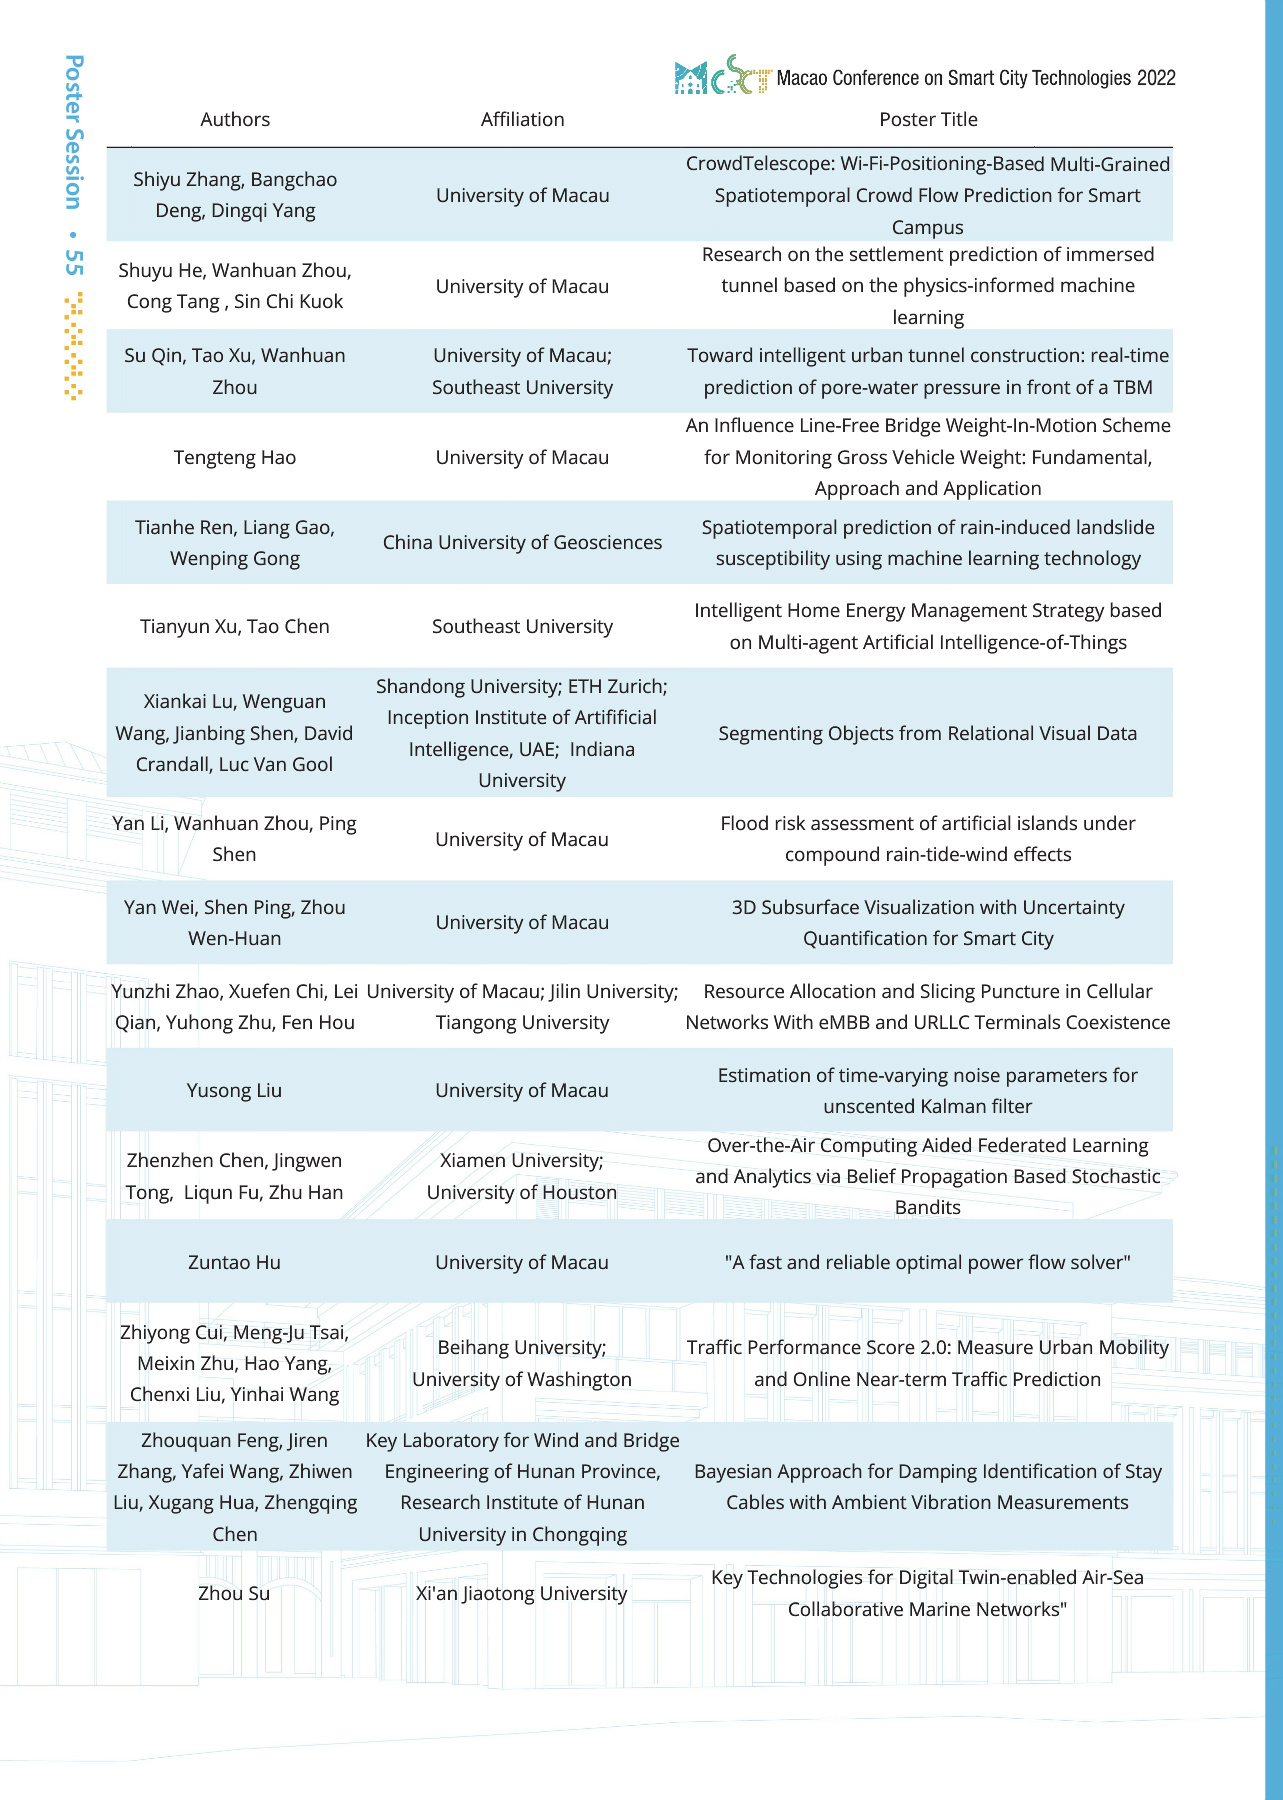 Poster Session • 55
MCSCT Macao Conference on Smart City Technologies 2022
Authors Affiliation Poster Title
Shiyu Zhang, Bangchao
Deng, Dingqi Yang
University of Macau
CrowdTelescope: Wi-Fi-Positioning-Based Multi-Grained
Spatiotemporal Crowd Flow Prediction for Smart
Campus
Shuyu He, Wanhuan Zhou,
Cong Tang , Sin Chi Kuok
University of Macau
Research on the settlement prediction of immersed
tunnel based on the physics-informed machine
learning
Su Qin, Tao Xu, Wanhuan
Zhou
University of Macau;
Southeast University
Toward intelligent urban tunnel construction: real-time
prediction of pore-water pressure in front of a TBM
Tengteng Hao
University of Macau
An Influence Line-Free Bridge Weight-In-Motion Scheme
for Monitoring Gross Vehicle Weight: Fundamental,
Approach and Application
Tianhe Ren, Liang Gao,
Wenping Gong
China University of Geosciences
Spatiotemporal prediction of rain-induced landslide
susceptibility using machine learning technology
Tianyun Xu, Tao Chen
Southeast University
Intelligent Home Energy Management Strategy based
on Multi-agent Artificial Intelligence-of-Things
Xiankai Lu, Wenguan
Wang, Jianbing Shen, David
Crandall, Luc Van Gool
Shandong University; ETH Zurich;
Inception Institute of Artifificial
Intelligence, UAE;  Indiana
University
Segmenting Objects from Relational Visual Data
Yan Li, Wanhuan Zhou, Ping
Shen
University of Macau
Flood risk assessment of artificial islands under
compound rain-tide-wind effects
Yan Wei, Shen Ping, Zhou
Wen-Huan
University of Macau
3D Subsurface Visualization with Uncertainty
Quantification for Smart City
Yunzhi Zhao, Xuefen Chi, Lei
Qian, Yuhong Zhu, Fen Hou
University of Macau; Jilin University;
Tiangong University
Resource Allocation and Slicing Puncture in Cellular
Networks With eMBB and URLLC Terminals Coexistence
Yusong Liu
University of Macau
Estimation of time-varying noise parameters for
unscented Kalman filter
Zhenzhen Chen, Jingwen
Tong,  Liqun Fu, Zhu Han
Xiamen University;
University of Houston
Over-the-Air Computing Aided Federated Learning
and Analytics via Belief Propagation Based Stochastic
Bandits
Zuntao Hu
University of Macau
"A fast and reliable optimal power flow solver"
Zhiyong Cui, Meng-Ju Tsai,
Meixin Zhu, Hao Yang,
Chenxi Liu, Yinhai Wang
Beihang University;
University of Washington
Traffic Performance Score 2.0: Measure Urban Mobility
and Online Near-term Traffic Prediction
Zhouquan Feng, Jiren
Zhang, Yafei Wang, Zhiwen
Liu, Xugang Hua, Zhengqing
Chen
Key Laboratory for Wind and Bridge
Engineering of Hunan Province,
Research Institute of Hunan
University in Chongqing
Bayesian Approach for Damping Identification of Stay
Cables with Ambient Vibration Measurements
Zhou Su
Xi'an Jiaotong University
Key Technologies for Digital Twin-enabled Air-Sea
Collaborative Marine Networks"